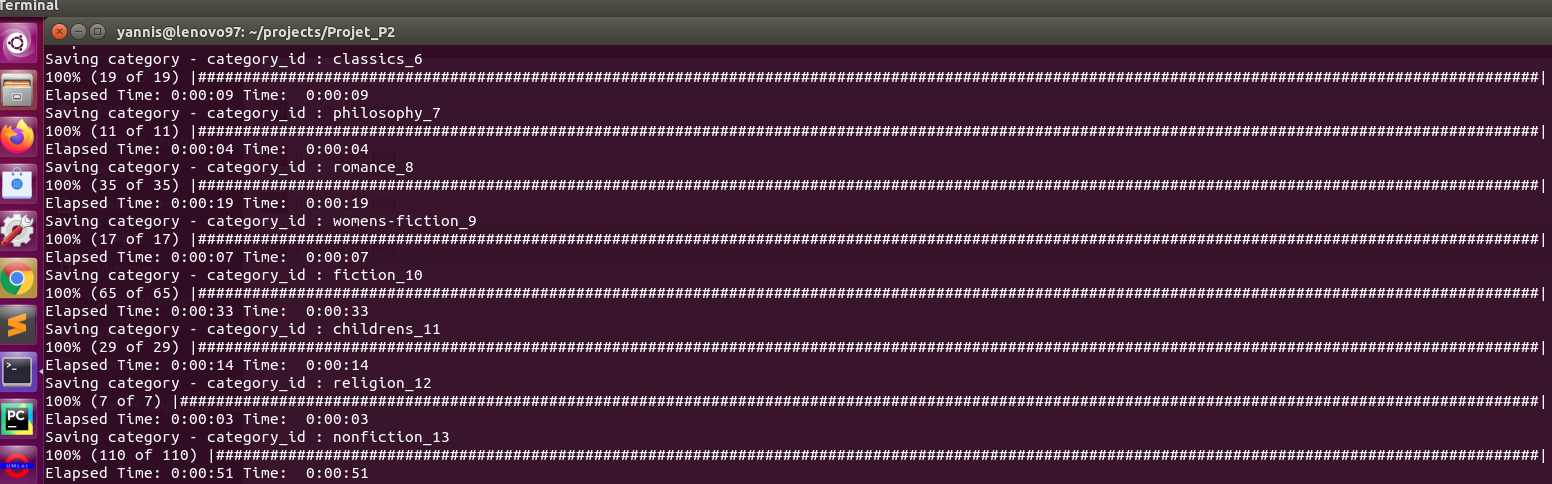 Terminal
yannis@lenovo97: ~/projects/Projet_P2
Saving category - category_id : classics_6
100% (19 of 19) |#####################################################################################################################################################|
Elapsed Time: 0:00:09 Time:  0:00:09
Saving category - category_id : philosophy_7
100% (11 of 11) |#####################################################################################################################################################|
Elapsed Time: 0:00:04 Time:  0:00:04
Saving category - category_id : romance_8
100% (35 of 35) |#####################################################################################################################################################|
Elapsed Time: 0:00:19 Time:  0:00:19
Saving category - category_id : womens-fiction_9
100% (17 of 17) |#####################################################################################################################################################|
Elapsed Time: 0:00:07 Time:  0:00:07
Saving category - category_id : fiction_10
100% (65 of 65) |#####################################################################################################################################################|
Elapsed Time: 0:00:33 Time:  0:00:33
Saving category - category_id : childrens_11
100% (29 of 29) |#####################################################################################################################################################|
Elapsed Time: 0:00:14 Time:  0:00:14
Saving category - category_id : religion_12
100% (7 of 7) |#######################################################################################################################################################|
Elapsed Time: 0:00:03 Time:  0:00:03
Saving category - category_id : nonfiction_13
100% (110 of 110) |###################################################################################################################################################|
Elapsed Time: 0:00:51 Time:  0:00:51
>_
PC
UMLet